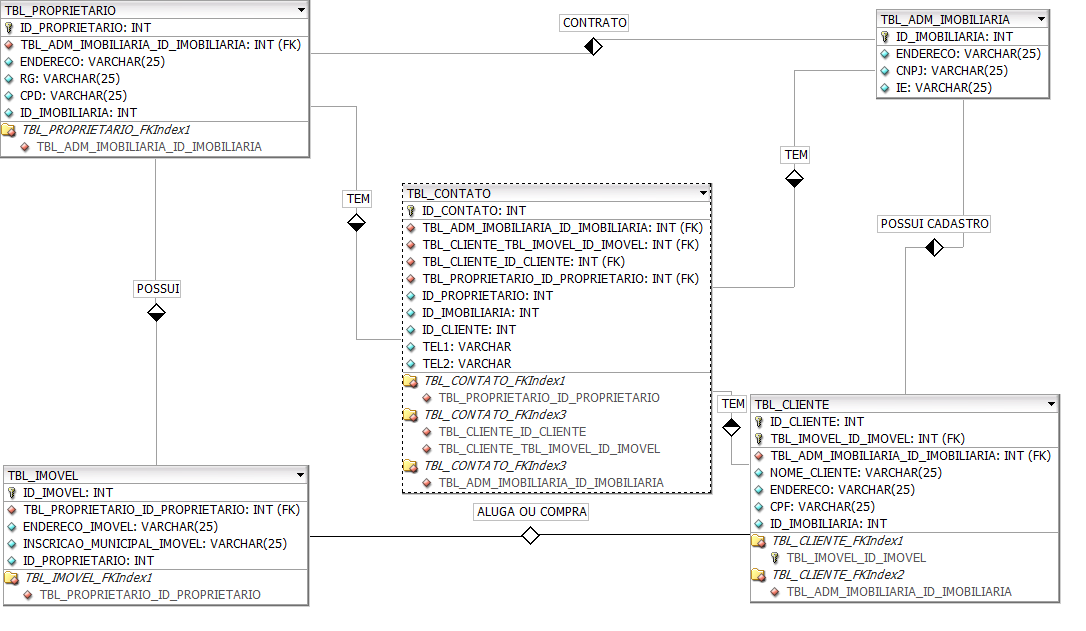 TBL_PROPRIETARIO
ID_PROPRIETARIO: INT
TBL_ADM_IMOBILIARIA_ID_IMOBILIARIA: INT (FK)
ENDERECO: VARCHAR(25)
RG: VARCHAR(25)
CPD: VARCHAR(25)
ID_IMOBILIARIA: INT
TBL_PROPRIETARIO_FKIndex1
TBL_ADM_IMOBILIARIA_ID_IMOBILIARIA
CONTRATO
TBL_ADM_IMOBILIARIA
ID_IMOBILIARIA: INT
ENDERECO: VARCHAR(25)
CNPJ: VARCHAR(25)
IE: VARCHAR(25)
TEM
TEM
POSSUI CADASTRO
POSSUI
TBL_CONTATO
ID_CONTATO: INT
TBL_ADM_IMOBILIARIA_ID_IMOBILIARIA: INT (FK)
TBL_CLIENTE_TBL_IMOVEL_ID_IMOVEL: INT (FK)
TBL_CLIENTE_ID_CLIENTE: INT (FK)
TBL_PROPRIETARIO_ID_PROPRIETARIO: INT (FK)
ID_PROPRIETARIO: INT
ID_IMOBILIARIA: INT
ID_CLIENTE: INT
TEL1: VARCHAR
TEL2: VARCHAR
TBL_CONTATO_FKIndex1
TBL_PROPRIETARIO_ID_PROPRIETARIO
TBL_CONTATO_FKIndex3
TBL_CLIENTE_ID_CLIENTE
TBL_CLIENTE_TBL_IMOVEL_ID_IMOVEL
TBL_CONTATO_FKIndex3
TBL_ADM_IMOBILIARIA_ID_IMOBILIARIA
TEM
TBL_CLIENTE
ID_CLIENTE: INT
TBL_IMOVEL_ID_IMOVEL: INT (FK)
TBL_ADM_IMOBILIARIA_ID_IMOBILIARIA: INT (FK)
NOME_CLIENTE: VARCHAR(25)
ENDERECO: VARCHAR(25)
CPF: VARCHAR(25)
ID_IMOBILIARIA: INT
TBL_CLIENTE_FKIndex1
TBL_IMOVEL_ID_IMOVEL
TBL_CLIENTE_FKIndex2
TBL_ADM_IMOBILIARIA_ID_IMOBILIARIA
TBL_IMOVEL
ID_IMOVEL: INT
TBL_PROPRIETARIO_ID_PROPRIETARIO: INT (FK)
ENDERECO_IMOVEL: VARCHAR(25)
INSCRICAO_MUNICIPAL_IMOVEL: VARCHAR(25)
ID_PROPRIETARIO: INT
TBL_IMOVEL_FKIndex1
TBL_PROPRIETARIO_ID_PROPRIETARIO
ALUGA OU COMPRA